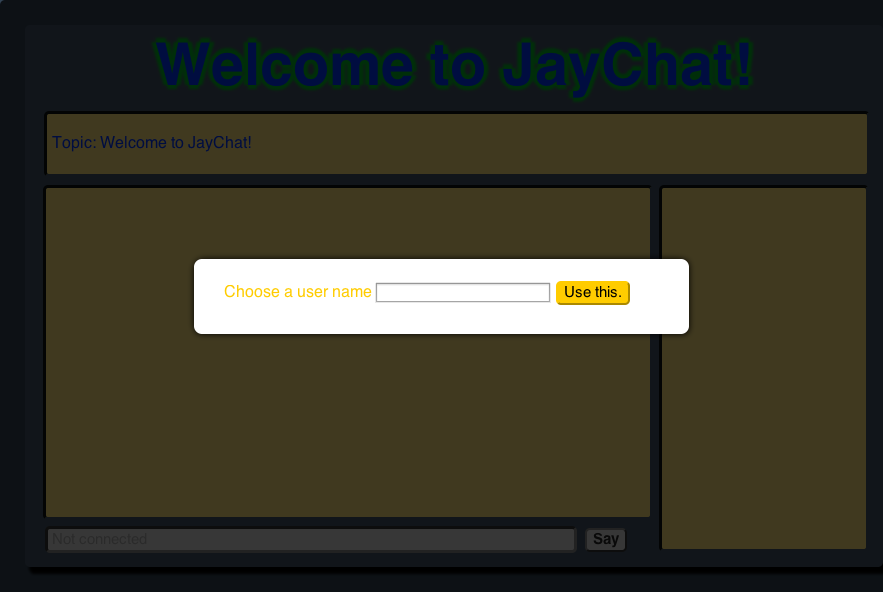 Welcome to JayChat!
Topic: Welcome to JayChat!
Choose a user name Use this.
Not connected Say